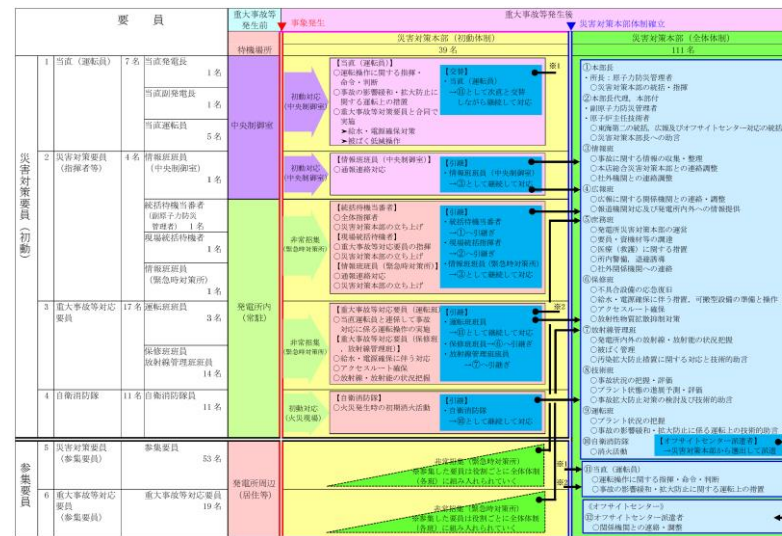 要　員
重大事故等
発生前
待機場所
重大事故等発生後
事象発生
災害対策本部体制確立
災害対策本部（初動体制）
39 名
災害対策本部（全体体制）
111 名
災害対策要員（初動）
1 当直（運転員） 7 名 当直発電長
1 名
当直副発電長
1 名
当直運転員
5 名
中央制御室
初動対応
（中央制御室）
【当直（運転員）】
○運転操作に関する指揮・
命令・判断
○事故の影響緩和・拡大防止に
関する運転上の措置
○重大事故等対策要員と合同で
実施
➤給水・電源確保対策
➤被ばく低減操作
【交替】
・当直（運転員）
→⑪として次直と交替
しながら継続して対応
※1
2 災害対策要員 4 名 情報班班員
（指揮者等） （中央制御室）
1 名
初動対応
（中央制御室）
【情報班班員（中央制御室）】
○通報連絡
【引継】
・情報班班員（中央制御室）
→③として継続して対応
統括待機当番者
（副原子力防災
管理者） 1 名
現場統括待機者
1 名
情報班班員
（緊急時対策所）
1 名
発電所内
（常駐）
非常招集
（緊急時対策所）
【統括待機当番者】
○全体指揮者
○災害対策本部の立ち上げ
【現場統括待機者】
○重大事故等対応要員の指揮
○災害対策本部の立ち上げ
【情報班班員（緊急時対策所）】
○通報連絡
○災害対策本部の立ち上げ
【引継】
・統括待機当番者
→①へ引継ぎ
・現場統括指揮者
→②へ引継ぎ
・情報班班員（緊急時対策所）
→③として継続して対応
3 重大事故等対応 17 名 運転班班員
要員 3 名
保修班班員
放射線管理班班員
14 名
非常招集
（緊急時対策所）
【重大事故等対応要員（運転班
○当直運転員と連係して事故
対応に係る運転操作の実施
【重大事故等対応要員（保修班
、放射線管理班）】
○給水・電源確保に伴う対応
○アクセスルート確保
○放射線・放射能の状況把握
【引継】
・運転班班員
→⑪として継続して対応
・保修班班員→⑥へ引継ぎ
・放射線管理班班員
→⑦へ引継ぎ
※2
4 自衛消防隊 11 名 自衛消防隊員
11 名
初動対応
（火災現場）
【自衛消防隊】
○火災発生時の初期消火活動
【引継】
・自衛消防隊
→⑩として継続して対応
参集要員
5 災害対策要員 参集要員
（参集要員） 53 名
発電所周辺
（居住等）
非常招集（緊急時対策所）
※参集した要員は役割ごとに全体体制
（各班）に組み入れられていく
6 重大事故等対応 重大事故等対応要員
要員 19 名
（参集要員）
非常招集（緊急時対策所）
※参集した要員は役割ごとに全体体制
（各班）に組み入れられていく
①本部長
・所長：原子力防災管理者
○災害対策本部の統括・指揮
②本部長代理，本部付
・副原子力防災管理者
・原子炉主任技術者
○東海第二の統括，広報及びオフサイトセンター対応の統括
○災害対策本部長への助言
③情報班
○事故に関する情報の収集・整理
○本店総合災害対策本部との連絡調整
○社外機関との連絡調整
④広報班
○広報に関する関係機関との連絡・調整
○報道機関対応及び発電所内外への情報提供
⑤庶務班
○災害対策本部の運営
○要員・資機材等の調達
○医療（救護）に関する措置
○所内警備，退避誘導
○社外関係機関への連絡
⑥保修班
○不具合設備の応急復旧
○給水・電源確保に伴う措置，可搬型設備の準備と操作
○アクセスルート確保
○放射性物質拡散抑制対策
⑦放射線管理班
○発電所内外の放射線・放射能の状況把握
○被ばく管理
○汚染拡大防止措置に関する対応と技術的助言
⑧技術班
○事故状況の把握・評価
○プラント状態の進展予測・評価
○事故拡大防止対策の検討及び技術的助言
⑨運転班
○プラント状況の把握
○事故の影響緩和・拡大防止に係る運転上の技術的助言
⑩自衛消防隊
○消火活動
【オフサイトセンター派遣者】
→災害対策本部から進出して派遣
※1
⑪当直（運転員）
○運転操作に関する指揮・命令・判断
○事故の影響緩和・拡大防止に関する運転上の措置
※2
《オフサイトセンター》
⑫オフサイトセンター派遣者
○関係機関との連絡・調整